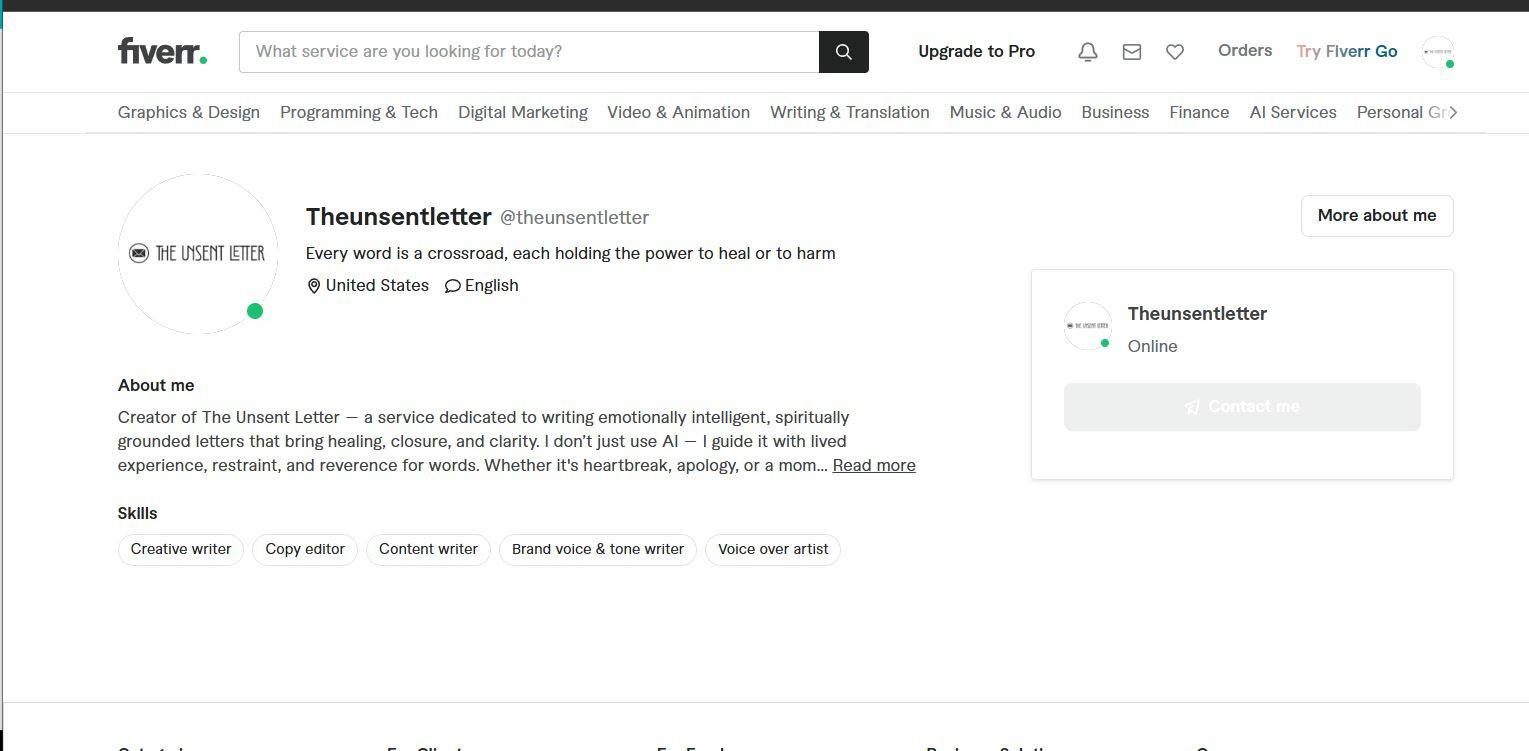 fiverr.
What service are you looking for today?
Upgrade to Pro
Orders
Try Fiverr Go
Graphics & Design
Programming & Tech
Digital Marketing
Video & Animation
Writing & Translation
Music & Audio
Business
Finance
AI Services
Personal Gr
THE UNSENT LETTER
Theunsentletter @theunsentletter
Every word is a crossroad, each holding the power to heal or to harm
United States English
More about me
THE UNSENT LETTER
Theunsentletter
Online
Contact me
About me
Creator of The Unsent Letter — a service dedicated to writing emotionally intelligent, spiritually
grounded letters that bring healing, closure, and clarity. I don’t just use AI — I guide it with lived
experience, restraint, and reverence for words. Whether it's heartbreak, apology, or a mom... Read more
Skills
Creative writer
Copy editor
Content writer
Brand voice & tone writer
Voice over artist